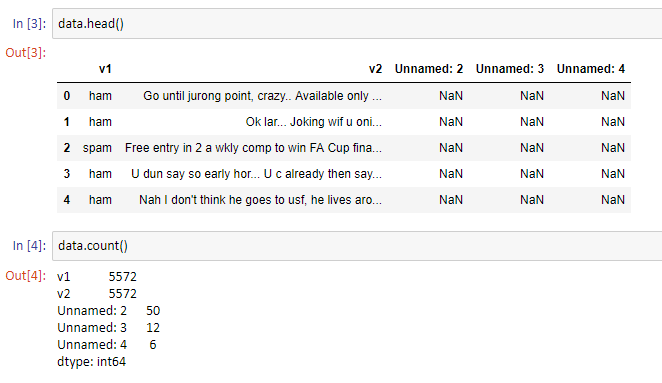 In [3]: data.head()
Out[3]:
v1 v2 Unnamed: 2 Unnamed: 3 Unnamed: 4
0 ham Go until jurong point, crazy.. Available only ... NaN NaN NaN
1 ham Ok lar... Joking wif u oni... NaN NaN NaN
2 spam Free entry in 2 a wkly comp to win FA Cup fina... NaN NaN NaN
3 ham U dun say so early hor... U c already then say... NaN NaN NaN
4 ham Nah I don't think he goes to usf, he lives aro... NaN NaN NaN
In [4]: data.count()
Out[4]: v1 5572
v2 5572
Unnamed: 2 50
Unnamed: 3 12
Unnamed: 4 6
dtype: int64